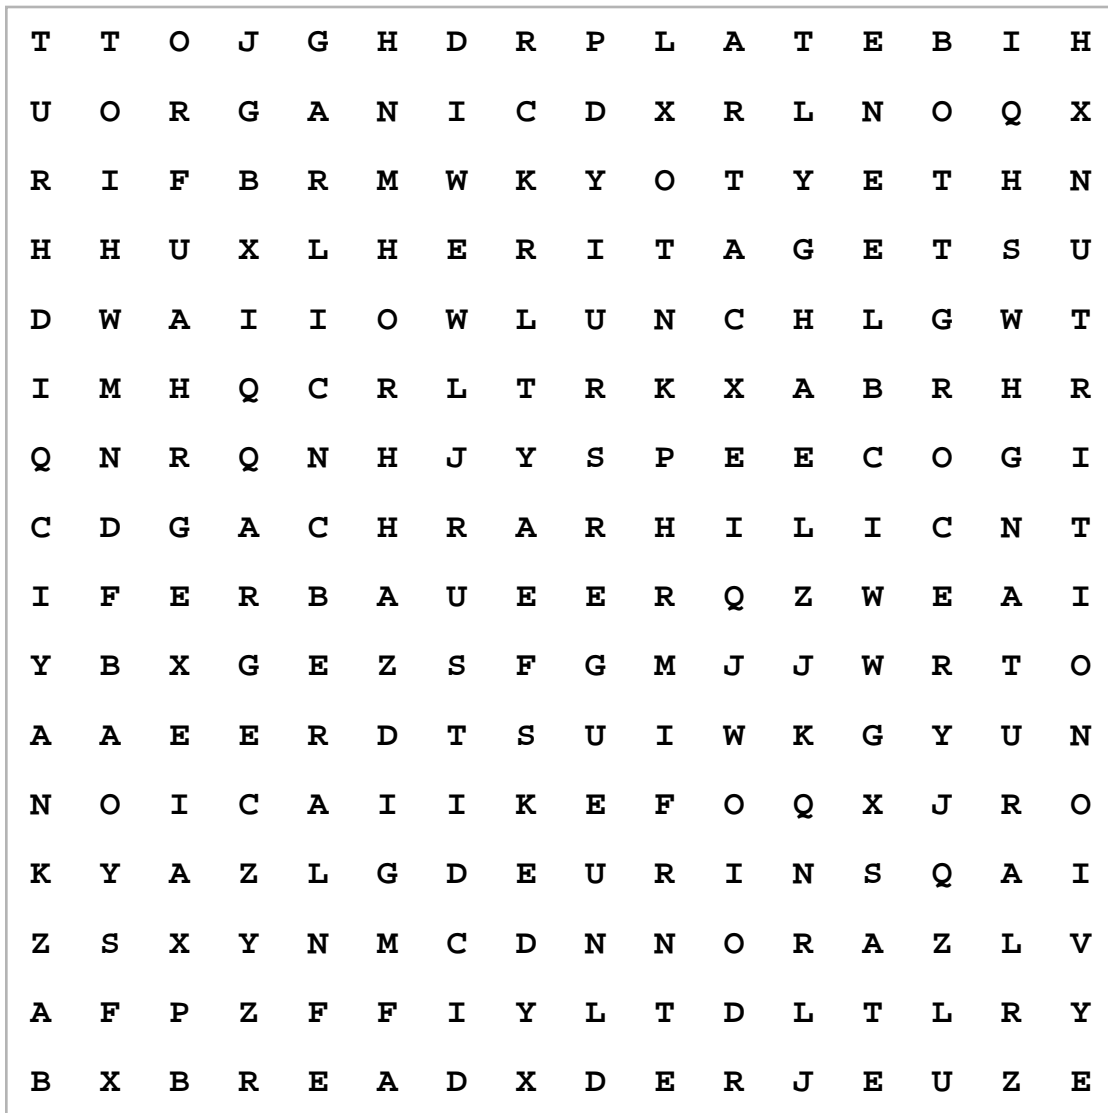 T T O J G H D R P L A T E B I H
U O R G A N I C D X R L N O Q X
R I F B R M W K Y O T Y E T H N
H H U X L H E R I T A G E T S U
D W A I I O W L U N C H L G W T
I M H Q C R L T R K X A B R H R
Q N R Q N H J Y S P E E C O G I
C D G A C H R A R H I L I C N T
I F E R B A U E E R Q Z W E A I
Y B X G E Z S F G M J J W R T O
A A E E R D T S U I W K G Y U N
N O I C A I I K E F O Q X J R O
K Y A Z L G D E U R I N S Q A I
Z S X Y N M C D N N O R A Z L V
A F P Z F F I Y L T D L T L R Y
B X B R E A D X D E R J E U Z E